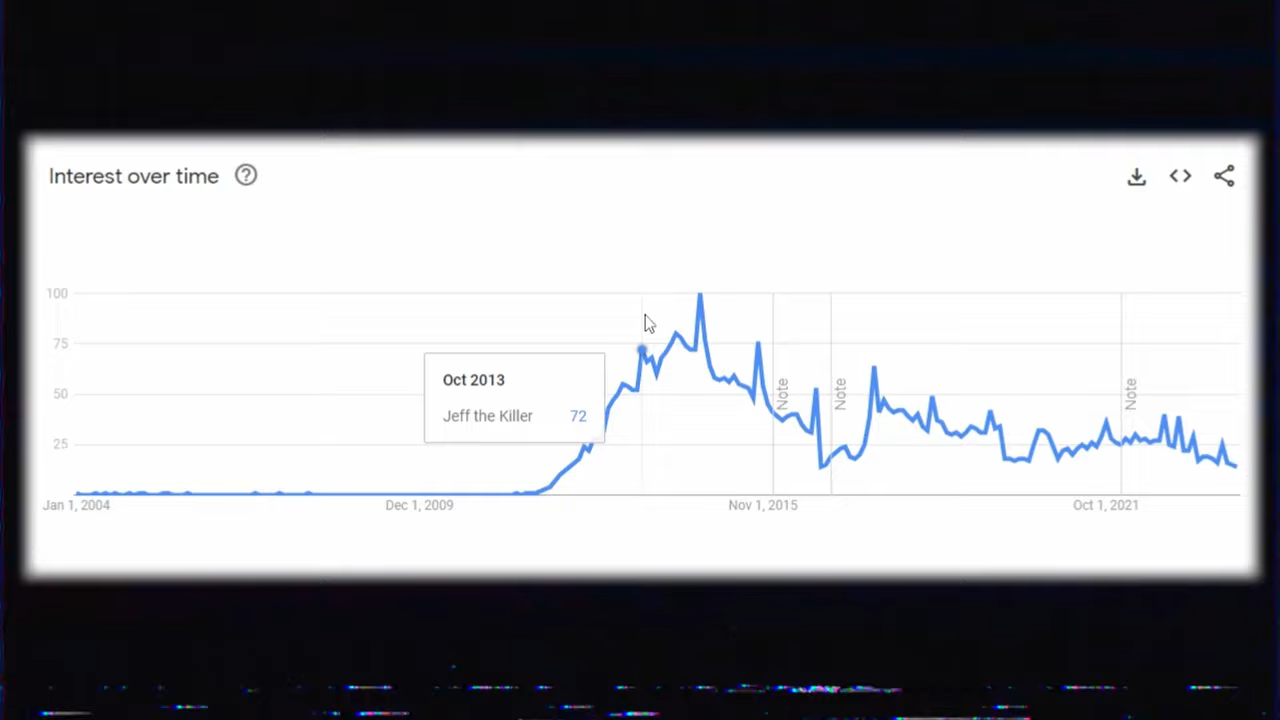 Interest over time
100
75
50
25
Oct 2013
Jeff the Killer 72
Note
Note
Note
Jan 1, 2004
Dec 1, 2009
Nov 1, 2015
Oct 1, 2021